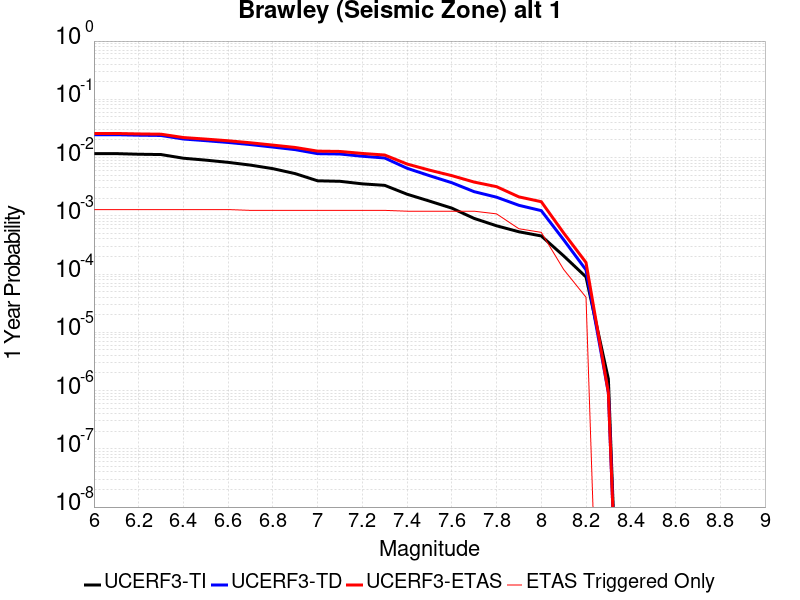 Brawley (Seismic Zone) alt 1
10^0
10^-1
10^-2
10^-3
10^-4
10^-5
10^-6
10^-7
10^-8
1 Year Probability
6 6.2 6.4 6.6 6.8 7 7.2 7.4 7.6 7.8 8 8.2 8.4 8.6 8.8 9
Magnitude
UCERF3-TI UCERF3-TD UCERF3-ETAS ETAS Triggered Only